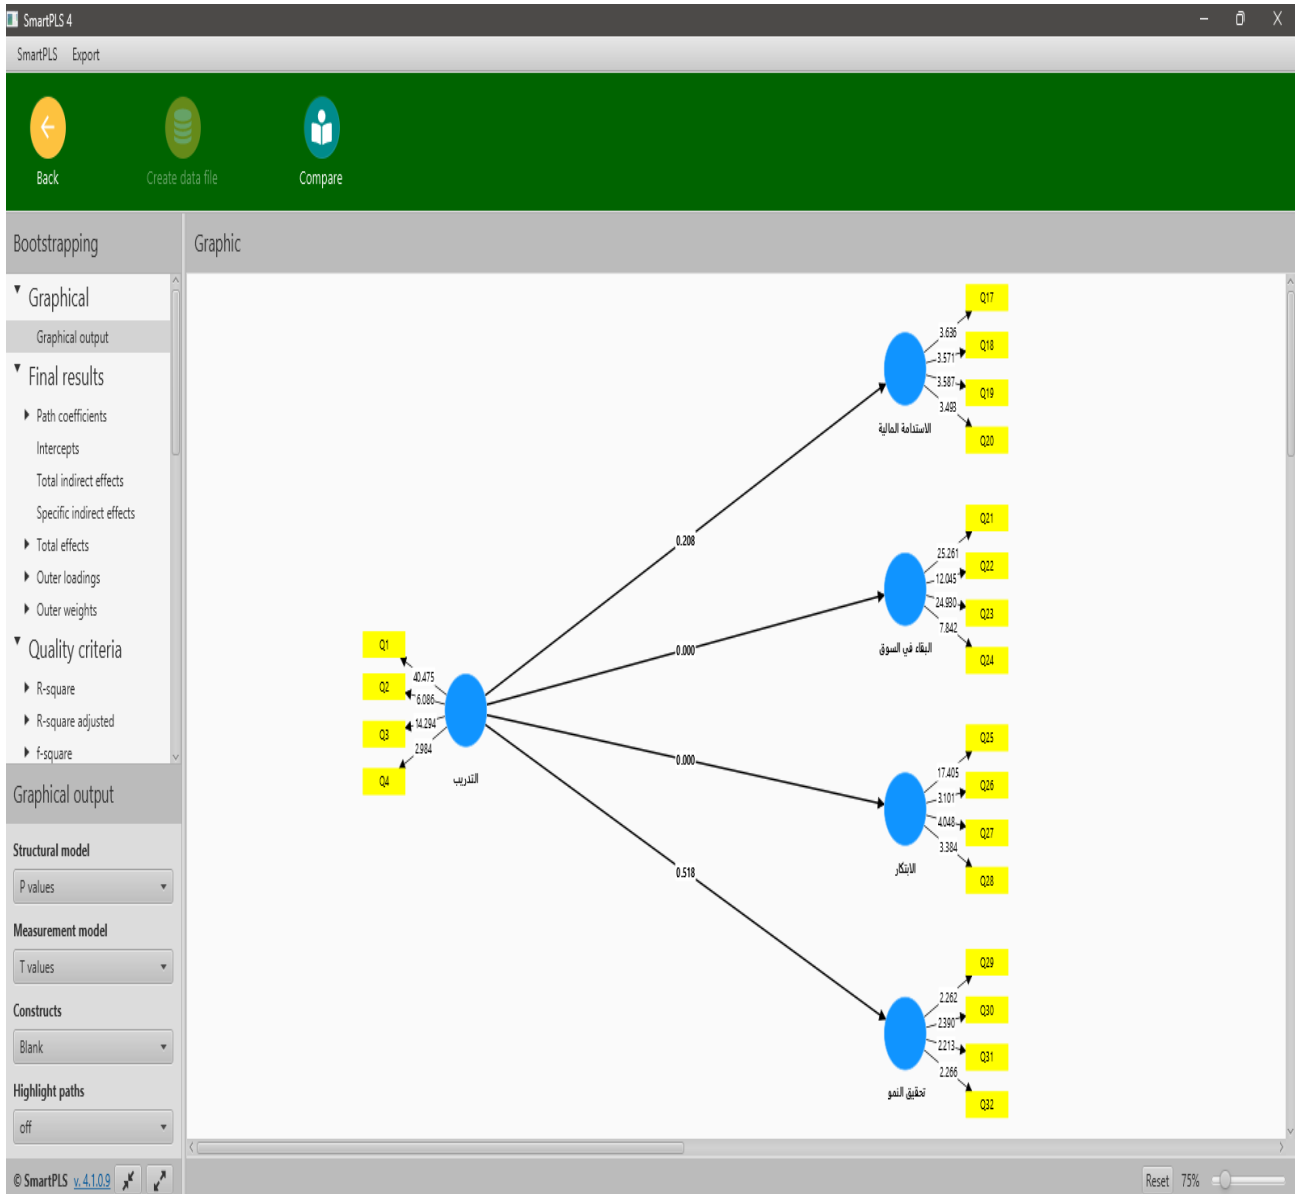 SmartPLS 4
SmartPLS Export
Back
Create data file
Compare
Bootstrapping
Graphical
Graphical output
Final results
Path coefficients
Intercepts
Total indirect effects
Specific indirect effects
Total effects
Outer loadings
Outer weights
Quality criteria
R-square
R-square adjusted
f-square
Graphical output
Structural model
P values
Measurement model
T values
Constructs
Blank
Highlight paths
off
© SmartPLS v. 4.1.0.9
Graphic
Q1
40.475
Q2
6.086
Q3
14.294
2.984
Q4
التدريب
0.208
0.000
0.000
0.518
Q17
3.636
Q18
3.571
3.587
Q19
3.493
Q20
الاستدامة المالية
Q21
25.261
Q22
12.045
24.930
Q23
7.842
Q24
البقاء في السوق
Q25
17.405
Q26
3.101
4.048
Q27
3.384
Q28
الابتكار
Q29
2.262
Q30
2.390
2.213
Q31
2.266
Q32
تحقيق النمو
Reset 75%